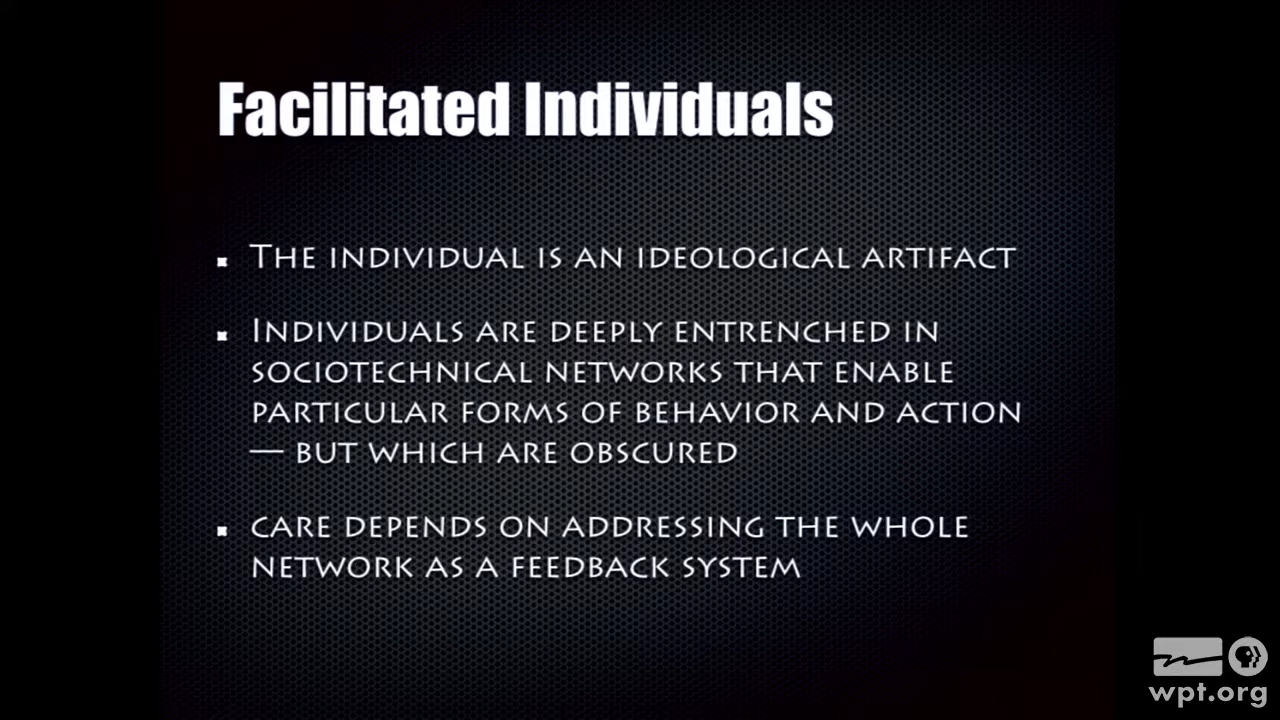 Facilitated Individuals
The individual is an ideological artifact
Individuals are deeply entrenched in
sociotechnical networks that enable
particular forms of behavior and action
— but which are obscured
care depends on addressing the whole
network as a feedback system
wpt.org